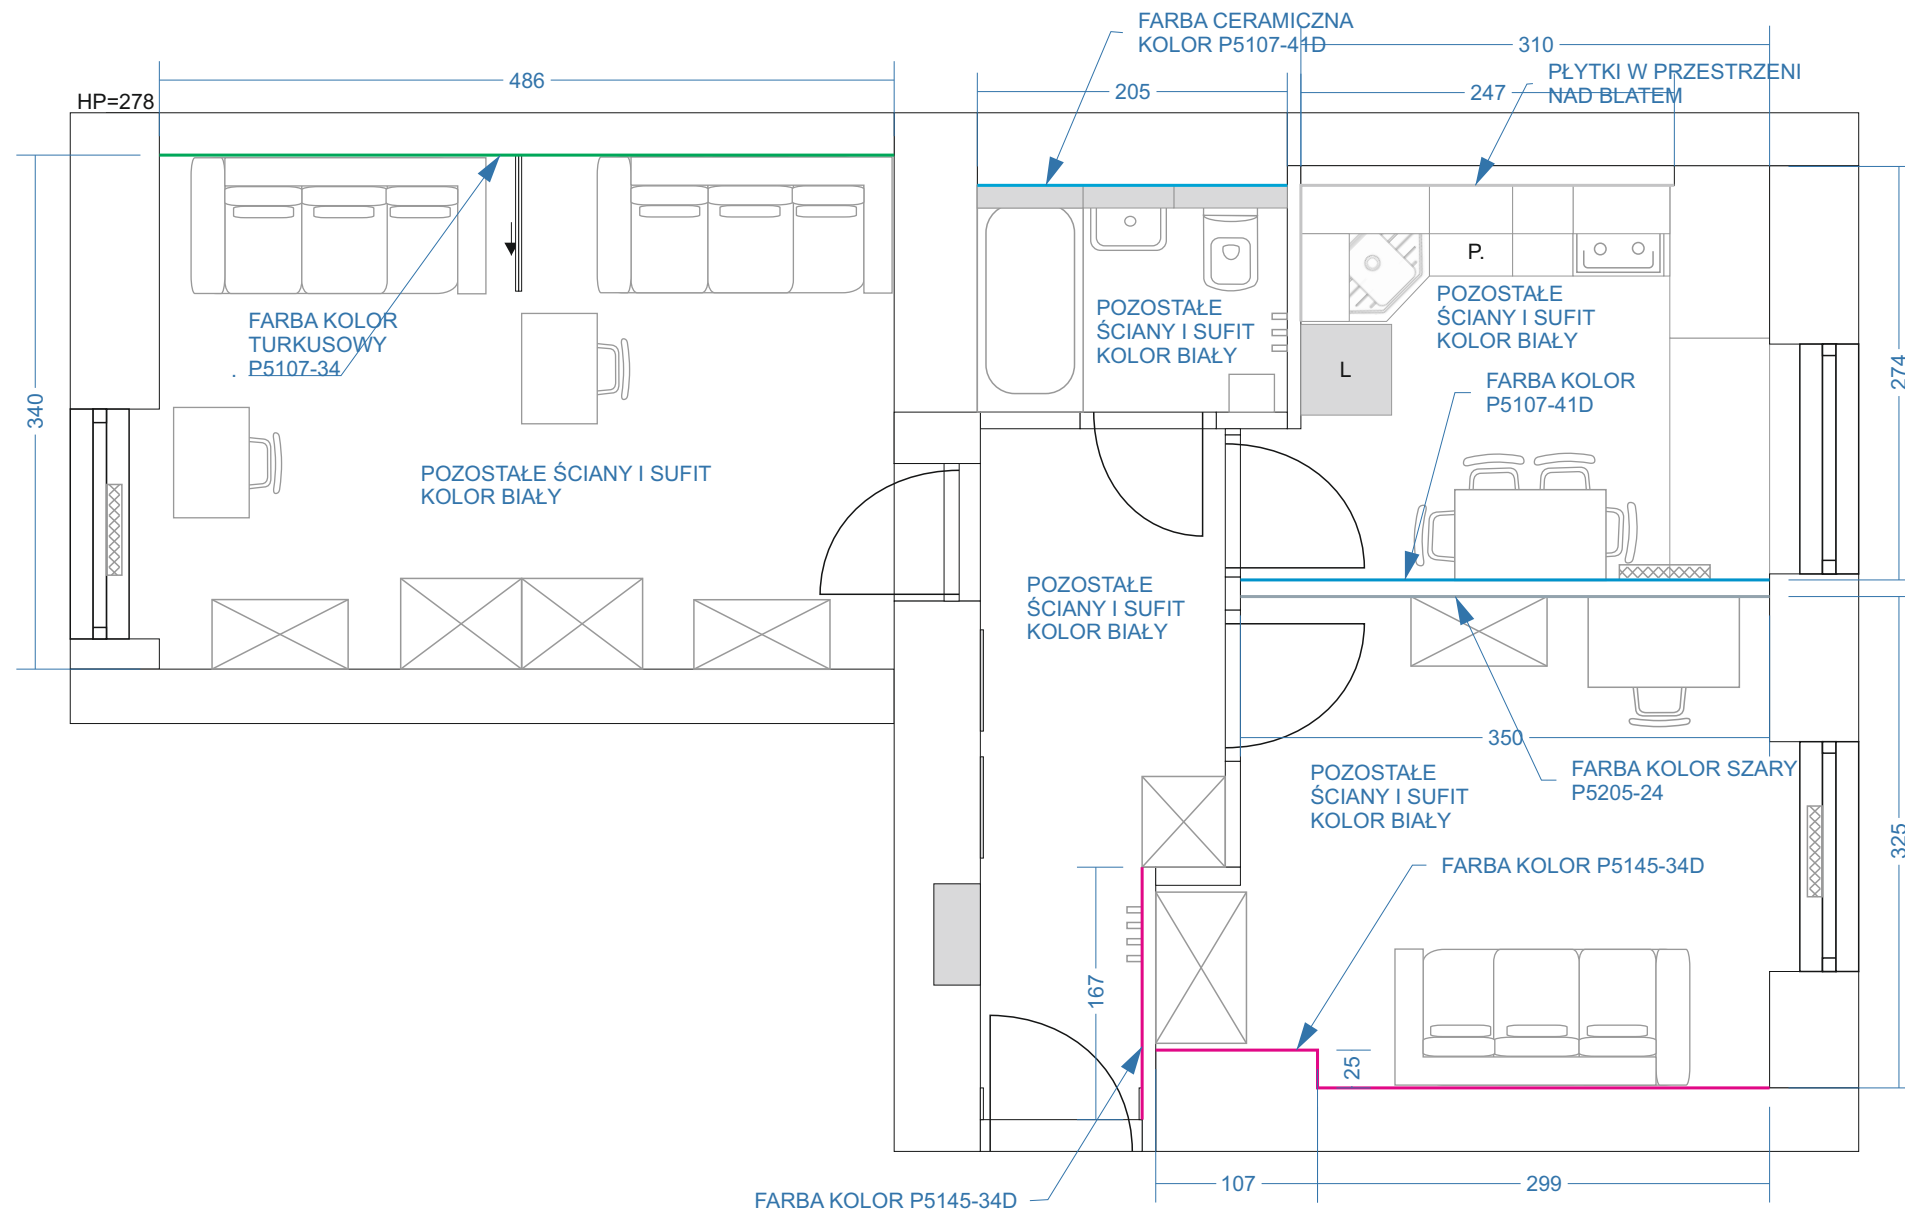 FARBA CERAMICZNA
KOLOR P5107-41D
310
486
PŁYTKI W PRZESTRZENI
NAD BLATEM
205
247
HP=278
P.
POZOSTAŁE
ŚCIANY I SUFIT
KOLOR BIAŁY
POZOSTAŁE
ŚCIANY I SUFIT
KOLOR BIAŁY
FARBA KOLOR
TURKUSOWY
. P5107-34
L
274
FARBA KOLOR
P5107-41D
340
POZOSTAŁE ŚCIANY I SUFIT
KOLOR BIAŁY
POZOSTAŁE
ŚCIANY I SUFIT
KOLOR BIAŁY
350
POZOSTAŁE
ŚCIANY I SUFIT
KOLOR BIAŁY
FARBA KOLOR SZARY
P5205-24
325
FARBA KOLOR P5145-34D
167
25
107
299
FARBA KOLOR P5145-34D